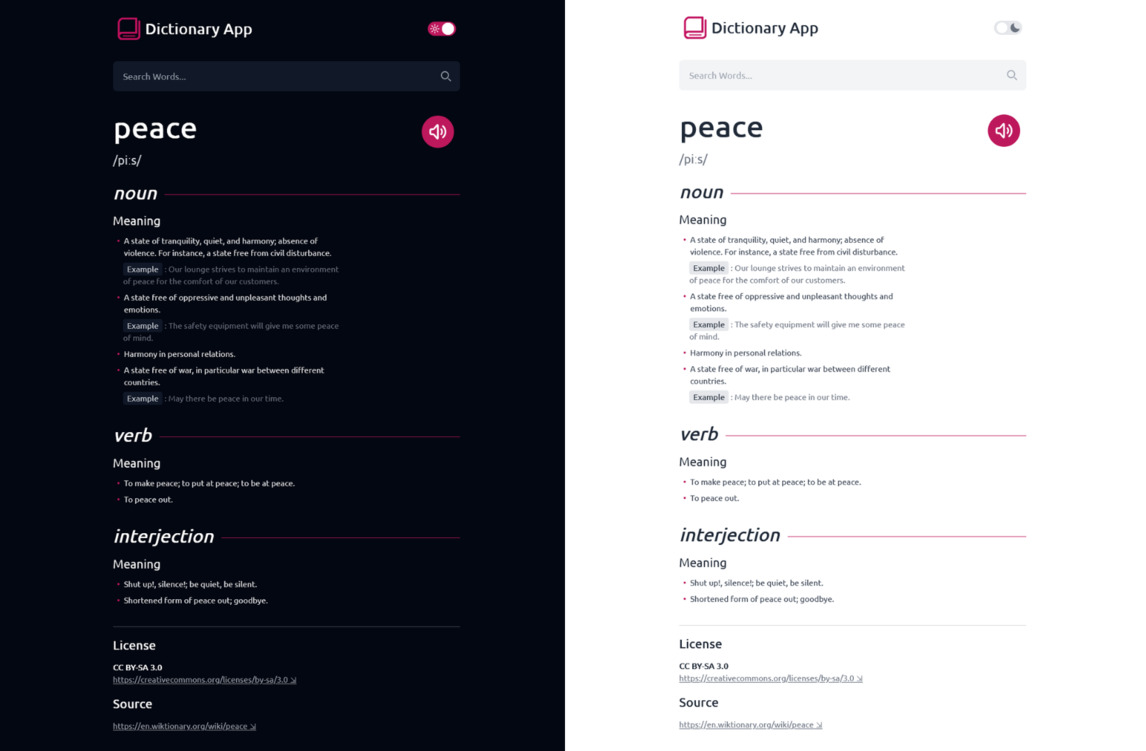 Dictionary App
Search Words...
peace
/piːs/
noun
Meaning
A state of tranquility, quiet, and harmony; absence of
violence. For instance, a state free from civil disturbance.
Example : Our lounge strives to maintain an environment
of peace for the comfort of our customers.
A state free of oppressive and unpleasant thoughts and
emotions.
Example : The safety equipment will give me some peace
of mind.
Harmony in personal relations.
A state free of war, in particular war between different
countries.
Example : May there be peace in our time.
verb
Meaning
To make peace; to put at peace; to be at peace.
To peace out.
interjection
Meaning
Shut up!, silence!; be quiet, be silent.
Shortened form of peace out; goodbye.
License
CC BY-SA 3.0
https://creativecommons.org/licenses/by-sa/3.0
Source
https://en.wiktionary.org/wiki/peace
Dictionary App
Search Words...
peace
/piːs/
noun
Meaning
A state of tranquility, quiet, and harmony; absence of
violence. For instance, a state free from civil disturbance.
Example : Our lounge strives to maintain an environment
of peace for the comfort of our customers.
A state free of oppressive and unpleasant thoughts and
emotions.
Example : The safety equipment will give me some peace
of mind.
Harmony in personal relations.
A state free of war, in particular war between different
countries.
Example : May there be peace in our time.
verb
Meaning
To make peace; to put at peace; to be at peace.
To peace out.
interjection
Meaning
Shut up!, silence!; be quiet, be silent.
Shortened form of peace out; goodbye.
License
CC BY-SA 3.0
https://creativecommons.org/licenses/by-sa/3.0
Source
https://en.wiktionary.org/wiki/peace